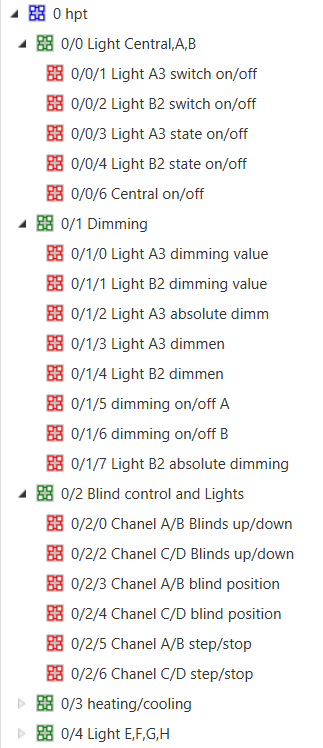 0 hpt
0/0 Light Central,A,B
0/0/1 Light A3 switch on/off
0/0/2 Light B2 switch on/off
0/0/3 Light A3 state on/off
0/0/4 Light B2 state on/off
0/0/6 Central on/off
0/1 Dimming
0/1/0 Light A3 dimming value
0/1/1 Light B2 dimming value
0/1/2 Light A3 absolute dimm
0/1/3 Light A3 dimmen
0/1/4 Light B2 dimmen
0/1/5 dimming on/off A
0/1/6 dimming on/off B
0/1/7 Light B2 absolute dimming
0/2 Blind control and Lights
0/2/0 Chanel A/B Blinds up/down
0/2/2 Chanel C/D Blinds up/down
0/2/3 Chanel A/B blind position
0/2/4 Chanel C/D blind position
0/2/5 Chanel A/B step/stop
0/2/6 Chanel C/D step/stop
0/3 heating/cooling
0/4 Light E,F,G,H